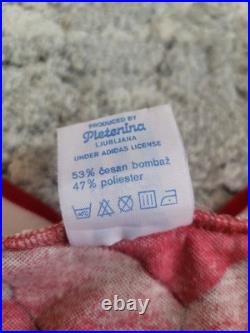 PRODUCED BY
Pletenina
LJUBLJANA
UNDER ADIDAS LICENSE
53% česan bombaž
47% poliester